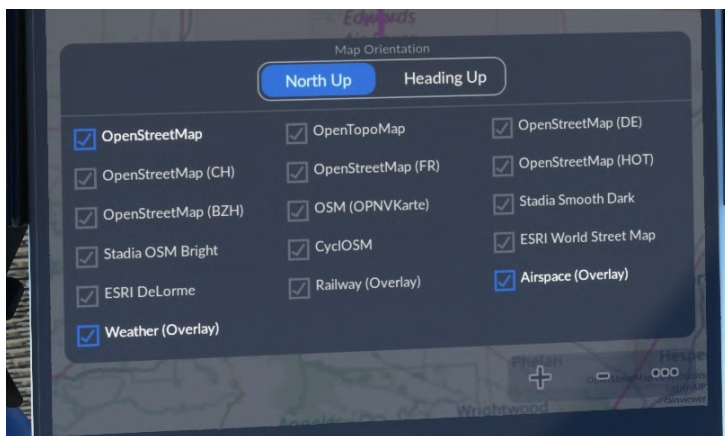 Edwards
Map Orientation
North Up Heading Up
OpenStreetMap OpenTopoMap OpenStreetMap (DE)
OpenStreetMap (CH) OpenStreetMap (FR) OpenStreetMap (HOT)
OpenStreetMap (BZH) OSM (OPNVKarte) Stadia Smooth Dark
Stadia OSM Bright CyclOSM ESRI World Street Map
ESRI DeLorme Railway (Overlay) Airspace (Overlay)
Weather (Overlay)
Phelan Hespe
+ - ooo
rainviewer
Wrightwood